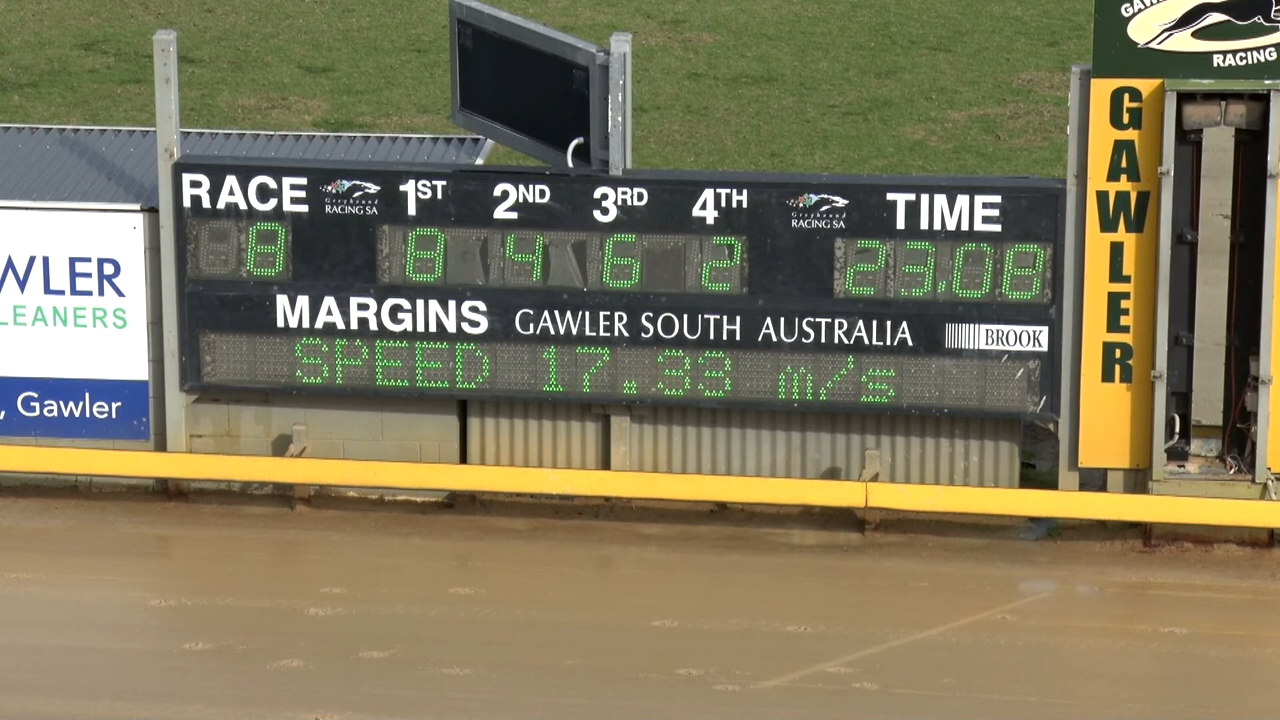 GAW
RACING
GAWLER
RACE
Greyhound
RACING SA
1ST
2ND
3RD
4TH
Greyhound
RACING SA
TIME
8
8
4
6
2
23.08
MARGINS
GAWLER SOUTH AUSTRALIA
BROOK
SPEED 17.33 m/s
WLER
LEANERS
, Gawler